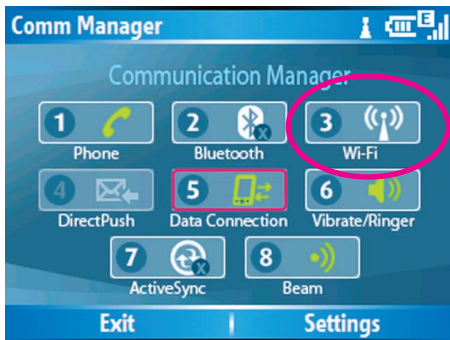 Comm Manager E
Communication Manager
1 2 3
Phone Bluetooth Wi-Fi
4 5 6
DirectPush Data Connection Vibrate/Ringer
7 8
ActiveSync Beam
Exit Settings